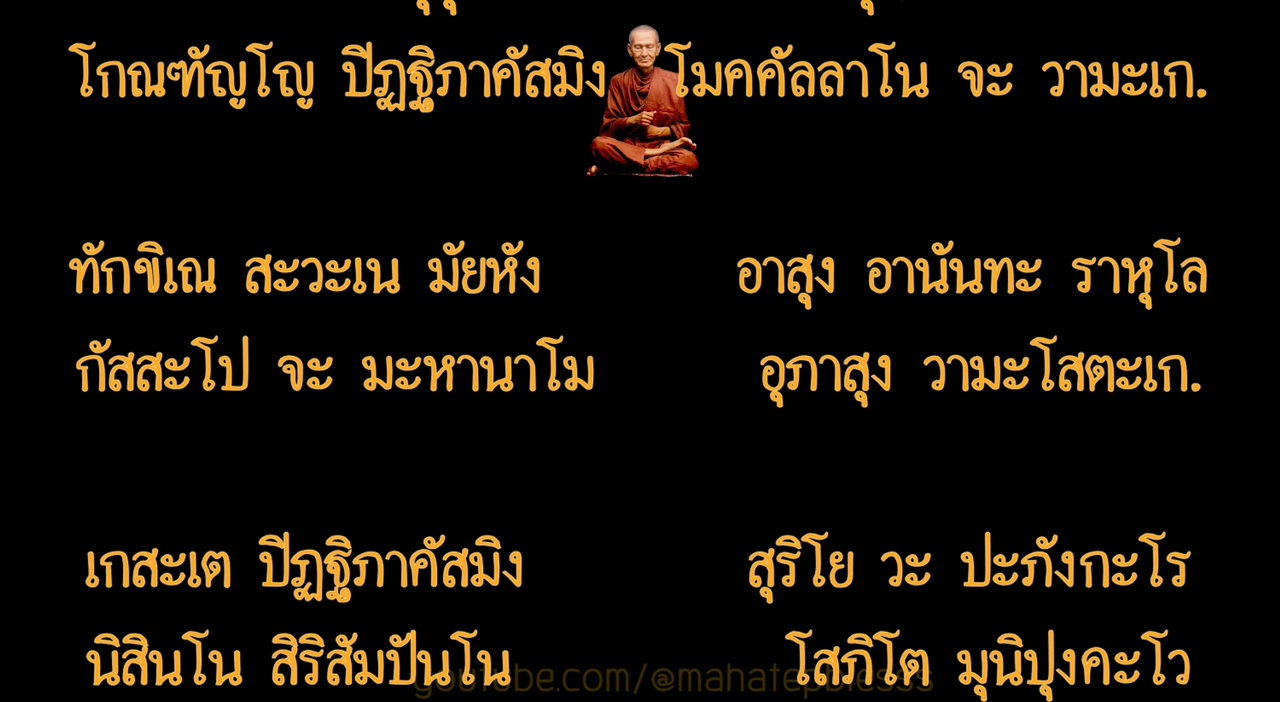 โกณฑัญโญ ปิฏฐิภาคัสมิง โมคคัลลาโน จะ วามะเก.
ทักขิเณ สะวะเน มัยหัง อาสุง อานันทะ ราหุโล
กัสสะโป จะ มะหานาโม อุภาสุง วามะโสตะเก.
เกสะเต ปิฏฐิภาคัสมิง สุริโย วะ ปะภังกะโร
นิสินโน สิริสัมปันโน โสภิโต มุนิปุงคะโว
youtube.com/@mahatepblesss